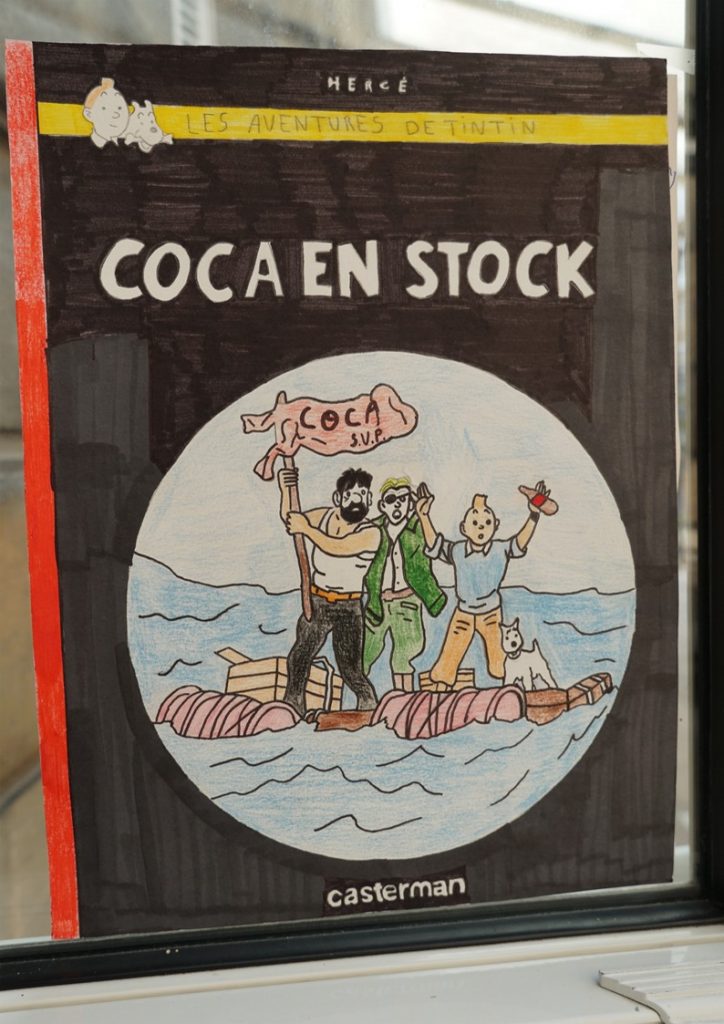 HERGÉ
LES AVENTURES DE TINTIN
COCA EN STOCK
COCA
S.V.P.
casterman